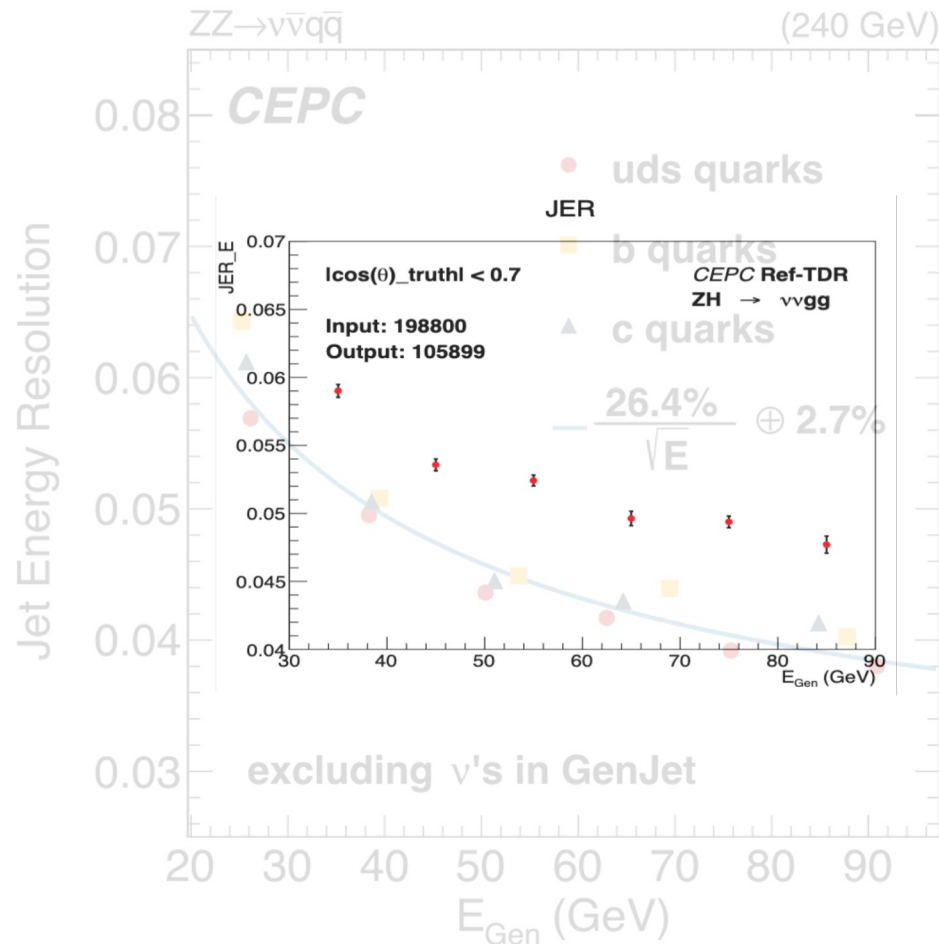 ZZ→νν̄qq̄ (240 GeV)
0.08
CEPC
uds quarks
JER
0.07
b quarks
c quarks
26.4%
√E
⊕ 2.7%
0.06
0.05
0.04
0.03
Jet Energy Resolution
JER_E
0.07
0.065
0.06
0.055
0.05
0.045
0.04
|cos(θ)_truth| < 0.7
CEPC Ref-TDR
ZH → ννgg
Input: 198800
Output: 105899
30 40 50 60 70 80 90
E_Gen (GeV)
excluding ν's in GenJet
20 30 40 50 60 70 80 90
E_Gen (GeV)